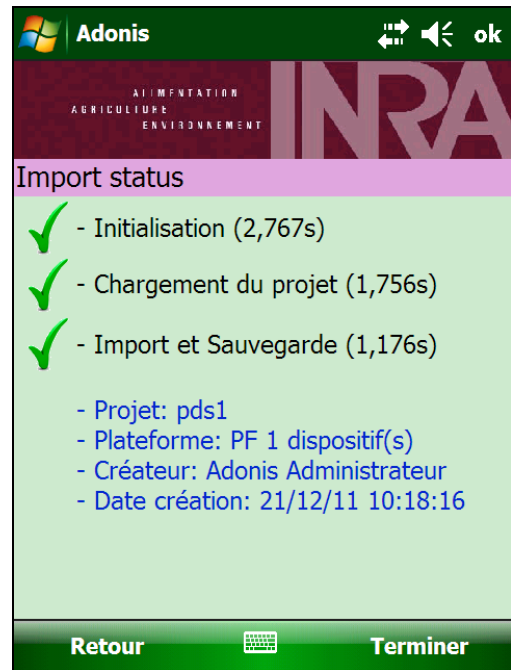 Adonis
ok
ALIMENTATION
AGRICULTURE
ENVIRONNEMENT
INRA
Import status
- Initialisation (2,767s)
- Chargement du projet (1,756s)
- Import et Sauvegarde (1,176s)
- Projet: pds1
- Plateforme: PF 1 dispositif(s)
- Créateur: Adonis Administrateur
- Date création: 21/12/11 10:18:16
Retour
Terminer